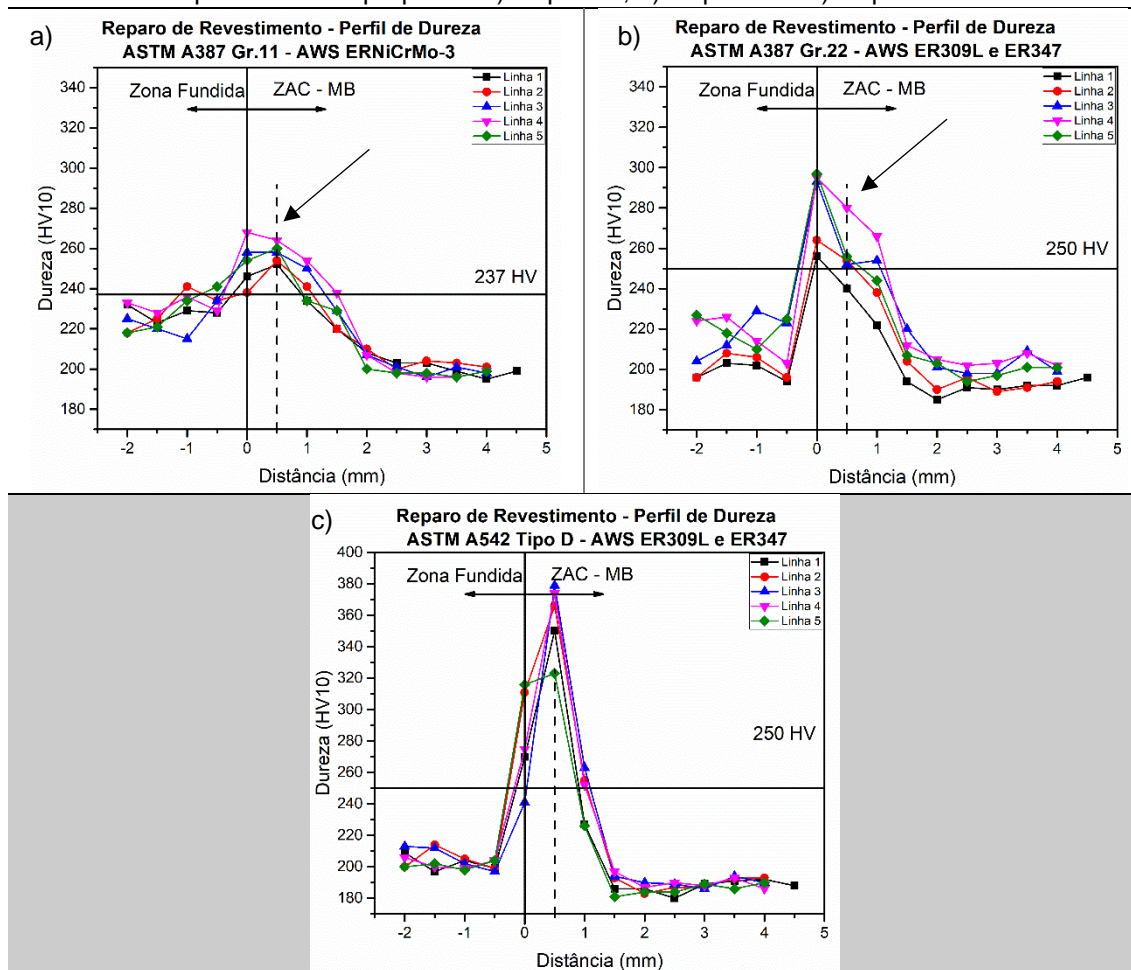 a)
Reparo de Revestimento - Perfil de Dureza
ASTM A387 Gr.11 - AWS ERNiCrMo-3
Zona Fundida
ZAC - MB
Linha 1
Linha 2
Linha 3
Linha 4
Linha 5
237 HV
Dureza (HV10)
340
320
300
280
260
240
220
200
180
-2
-1
0
1
2
3
4
5
Distância (mm)
b)
Reparo de Revestimento - Perfil de Dureza
ASTM A387 Gr.22 - AWS ER309L e ER347
Zona Fundida
ZAC - MB
Linha 1
Linha 2
Linha 3
Linha 4
Linha 5
250 HV
Dureza (HV10)
340
320
300
280
260
240
220
200
180
-2
-1
0
1
2
3
4
5
Distância (mm)
c)
Reparo de Revestimento - Perfil de Dureza
ASTM A542 Tipo D - AWS ER309L e ER347
Zona Fundida
ZAC - MB
Linha 1
Linha 2
Linha 3
Linha 4
Linha 5
250 HV
Dureza (HV10)
400
380
360
340
320
300
280
260
240
220
200
180
-2
-1
0
1
2
3
4
5
Distância (mm)